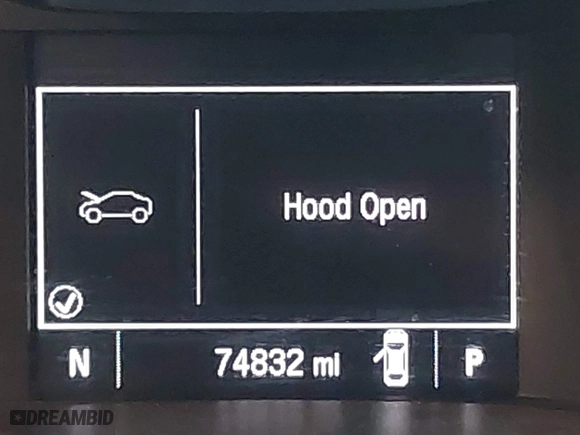 Hood Open
N 74832 mi P
DREAMBID